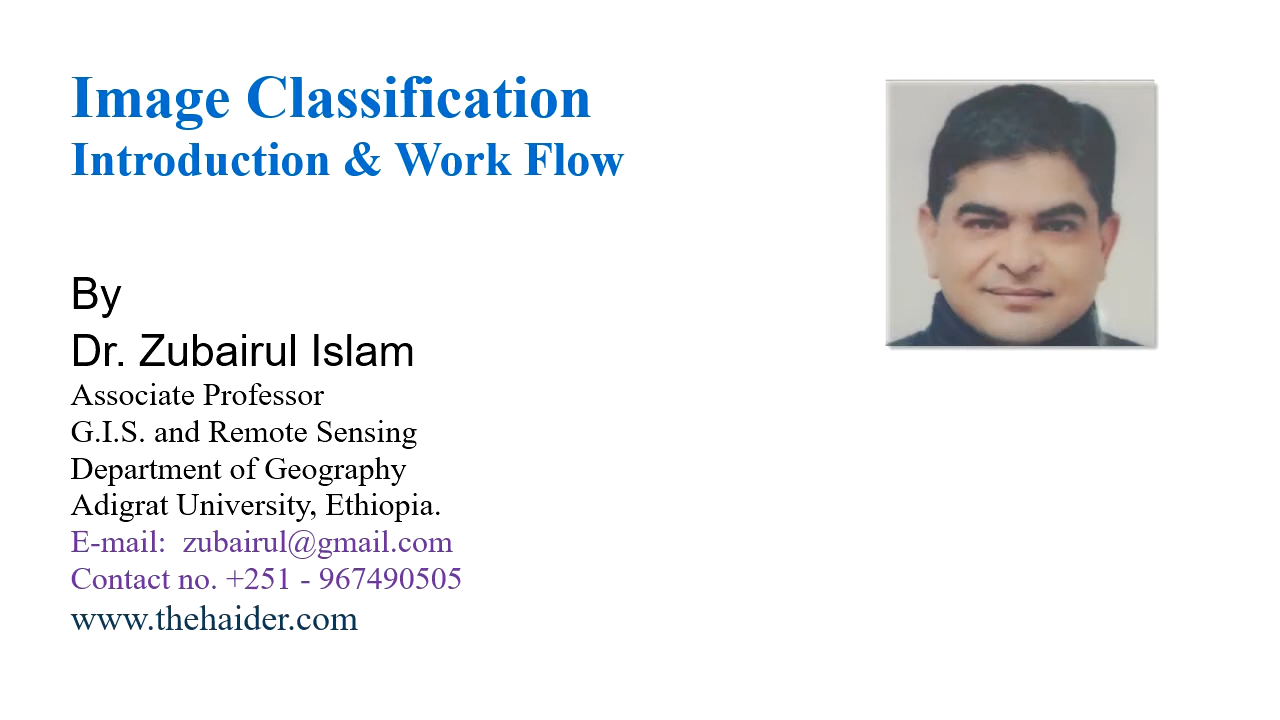 Image Classification
Introduction & Work Flow
By
Dr. Zubairul Islam
Associate Professor
G.I.S. and Remote Sensing
Department of Geography
Adigrat University, Ethiopia.
E-mail:  zubairul@gmail.com
Contact no. +251 - 967490505
www.thehaider.com